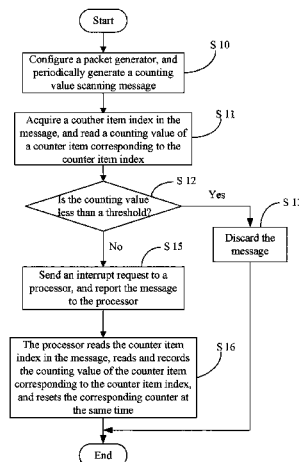 Start
S 10
Configure a packet generator, and
periodically generate a counting
value scanning message
S 11
Acquire a couther item index in the
message, and read a counting value of
a counter item corresponding to the
counter item index
S 12
Is the counting value
less than a threshold?
Yes
No
S 1
Discard the
message
S 15
Send an interrupt request to a
processor, and report the message
to the processor
S 16
The processor reads the counter item
index in the message, reads and records
the counting value of the counter item
corresponding to the counter item index,
and resets the corresponding counter at
the same time
End